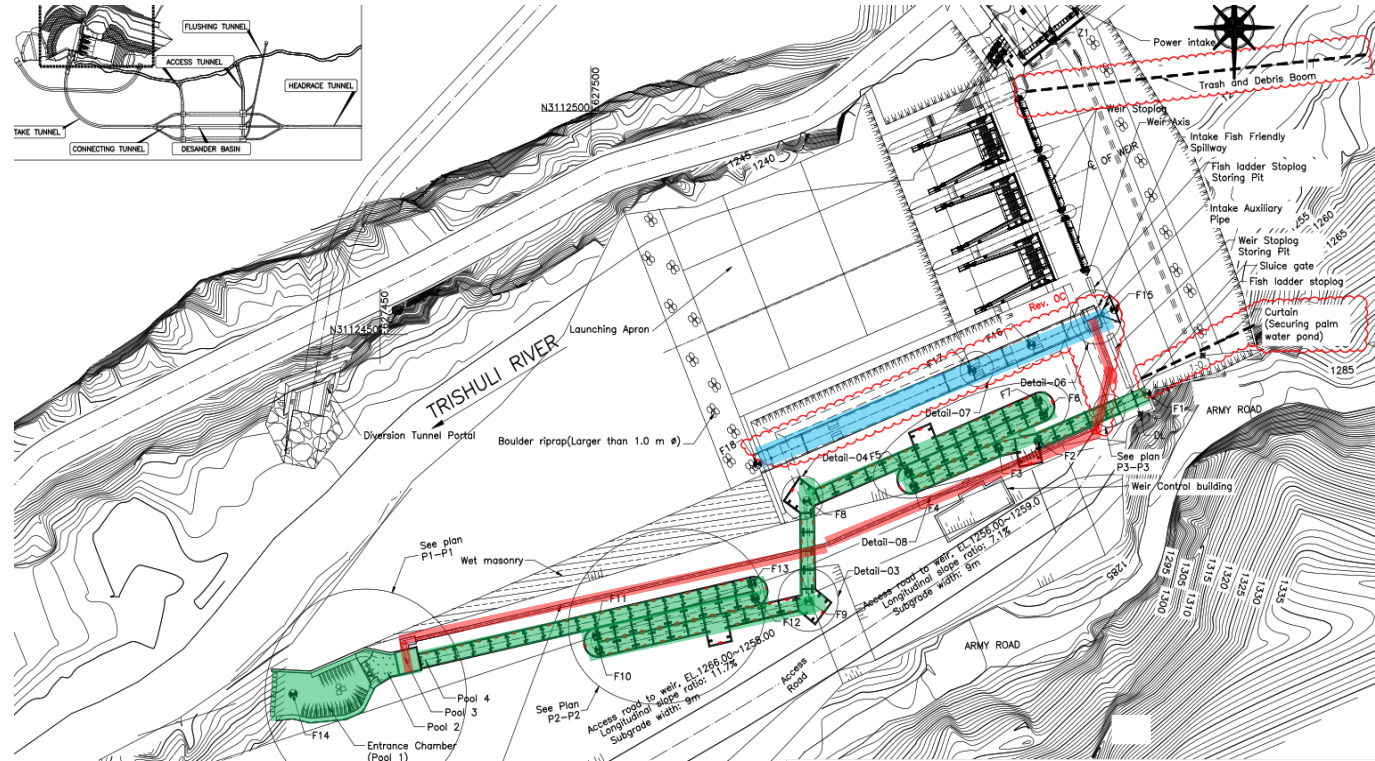 FLUSHING TUNNEL
ACCESS TUNNEL
HEADRACE TUNNEL
TAKE TUNNEL
CONNECTING TUNNEL
DESANDER BASIN
N3112500
627500
N3112450
627450
1245
1240
Z1
Power intake
Trash and Debris Boom
Weir Stoplog
Weir Axis
℄ OF WEIR
Intake Fish Friendly
Spillway
Fish ladder Stoplog
Storing Pit
Intake Auxiliary
Pipe
1255
1260
1265
Weir Stoplog
Storing Pit
Sluice gate
Fish ladder stoplog
Curtain
(Securing palm
water pond)
1285
Rev. 0C
F15
F16
F17
F18
Launching Apron
TRISHULI RIVER
Diversion Tunnel Portal
Boulder riprap(Larger than 1.0 m ø)
Detail-06
Detail-07
F7
F6
F1
ARMY ROAD
DL
Detail-04
F5
F2
See plan
P3-P3
F3
Weir Control building
F4
F8
Detail-08
Access road to weir, EL.1256.00~1259.0
Longitudinal slope ratio: 7.1%
Subgrade width: 9m
See plan
P1-P1
Wet masonry
F13
Detail-03
F11
F12
F9
F10
1285
1295
1300
1305
1310
1315
1320
1325
1330
1335
ARMY ROAD
Access
Road
Access road to weir, EL.1266.00~1258.00
Longitudinal slope ratio: 11.7%
Subgrade width: 9m
See Plan
P2-P2
Pool 4
Pool 3
Pool 2
F14
Entrance Chamber
(Pool 1)